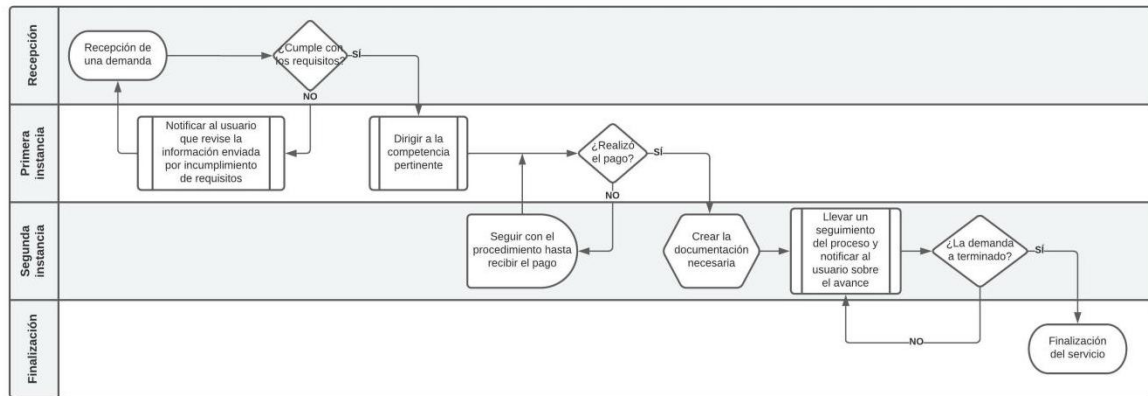 Recepción
Recepción de
una demanda
¿Cumple con
los requisitos?
SÍ
NO
Primera
instancia
Notificar al usuario
que revise la
información enviada
por incumplimiento
de requisitos
Dirigir a la
competencia
pertinente
¿Realizó
el pago?
SÍ
NO
Segunda
instancia
Seguir con el
procedimiento hasta
recibir el pago
Crear la
documentación
necesaria
Llevar un
seguimiento
del proceso y
notificar al
usuario sobre
el avance
¿La demanda
a terminado?
SÍ
NO
Finalización
Finalización
del servicio